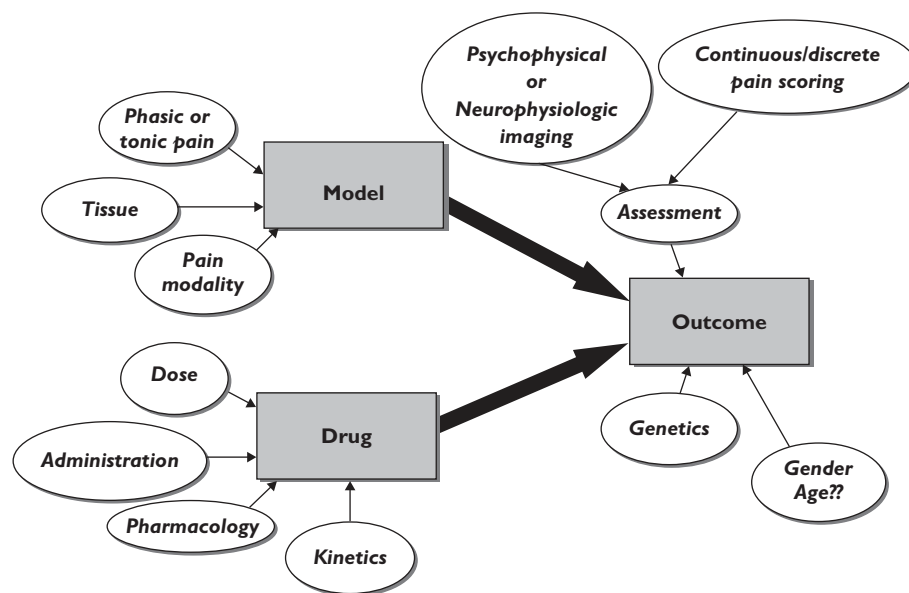 Psychophysical
or
Neurophysiologic
imaging
Continuous/discrete
pain scoring
Phasic or
tonic pain
Model
Tissue
Assessment
Pain
modality
Outcome
Dose
Drug
Genetics
Administration
Gender
Age??
Pharmacology
Kinetics